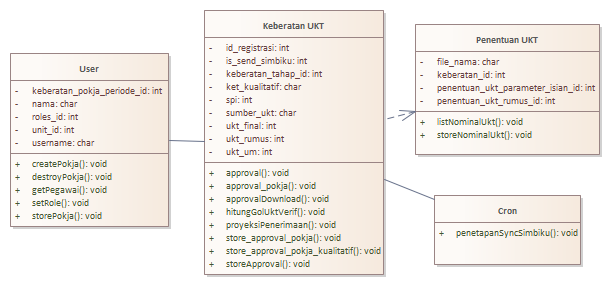 User
- keberatan_pokja_periode_id: int
- nama: char
- roles_id: int
- unit_id: int
- username: char
+ createPokja(): void
+ destroyPokja(): void
+ getPegawai(): void
+ setRole(): void
+ storePokja(): void
Keberatan UKT
- id_registrasi: int
- is_send_simbiku: int
- keberatan_tahap_id: int
- ket_kualitatif: char
- spi: int
- sumber_ukt: char
- ukt_final: int
- ukt_rumus: int
- ukt_um: int
+ approval(): void
+ approval_pokja(): void
+ approvalDownload(): void
+ hitungGolUktVerif(): void
+ proyeksiPenerimaan(): void
+ store_approval_pokja(): void
+ store_approval_pokja_kualitatif(): void
+ storeApproval(): void
Penentuan UKT
- file_nama: char
- keberatan_id: int
- penentuan_ukt_parameter_isian_id: int
- penentuan_ukt_rumus_id: int
+ listNominalUkt(): void
+ storeNominalUkt(): void
Cron
+ penetapanSyncSimbiku(): void